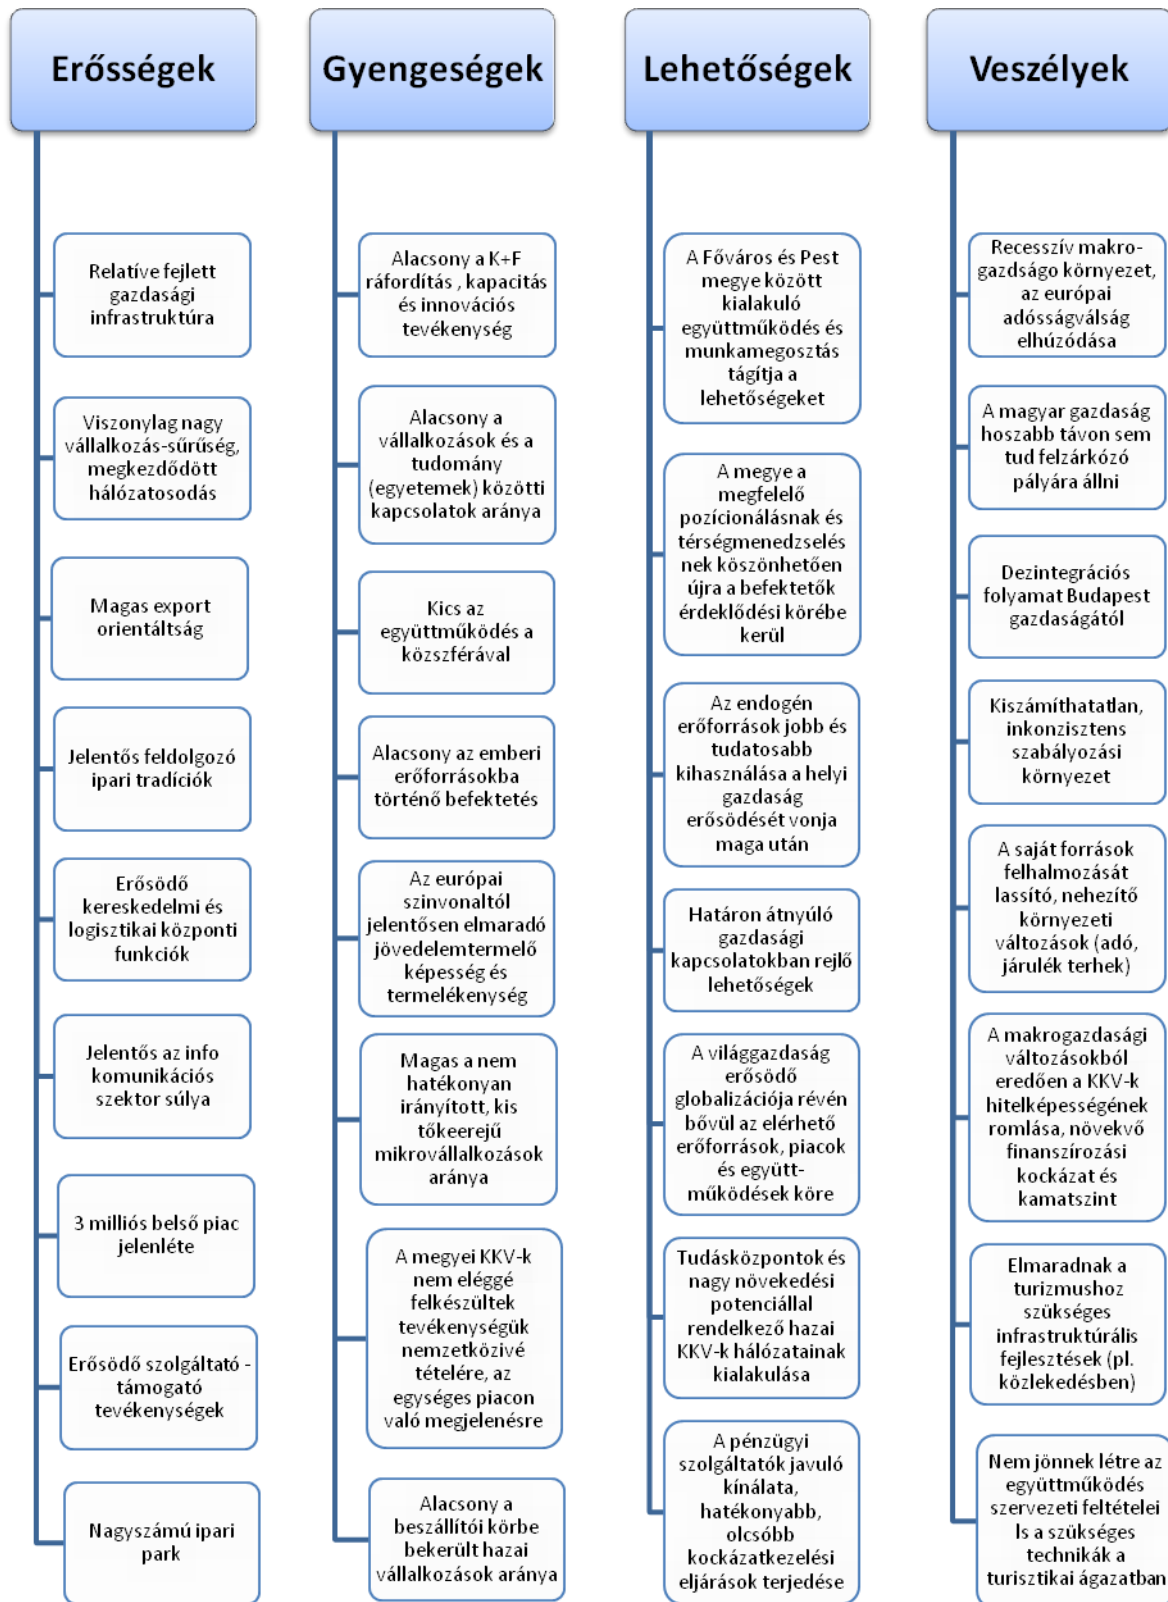 Erősségek
Relatíve fejlett
gazdasági
infrastruktúra
Viszonylag nagy
vállalkozás-sűrűség,
megkezdődött
hálózatosodás
Magas export
orientáltság
Jelentős feldolgozó
ipari tradíciók
Erősödő
kereskedelmi és
logisztikai központi
funkciók
Jelentős az info
komunikációs
szektor súlya
3 milliós belső piac
jelenléte
Erősödő szolgáltató -
támogató
tevékenységek
Nagyszámú ipari
park
Gyengeségek
Alacsony a K+F
ráfordítás , kapacitás
és innovációs
tevékenység
Alacsony a
vállalkozások és a
tudomány
(egyetemek) közötti
kapcsolatok aránya
Kics az
együttműködés a
közszférával
Alacsony az emberi
erőforrásokba
történő befektetés
Az európai
szinvonaltól
jelentősen elmaradó
jövedelemtermelő
képesség és
termelékenység
Magas a nem
hatékonyan
irányított, kis
tőkeerejű
mikrovállalkozások
aránya
A megyei KKV-k
nem eléggé
felkészültek
tevékenységük
nemzetközivé
tételére, az
egységes piacon
való megjelenésre
Alacsony a
beszállítói körbe
bekerült hazai
vállalkozások aránya
Lehetőségek
A Főváros és Pest
megye között
kialakuló
együttműködés és
munkamegosztás
tágítja a
lehetőségeket
A megye a
megfelelő
pozícionálásnak és
térségmenedzselés
nek köszönhetően
újra a befektetők
érdeklődési körébe
kerül
Az endogén
erőforrások jobb és
tudatosabb
kihasználása a helyi
gazdaság
erősödését vonja
maga után
Határon átnyúló
gazdasági
kapcsolatokban rejlő
lehetőségek
A világgazdaság
erősödő
globalizációja révén
bővül az elérhető
erőforrások, piacok
és együtt-
működések köre
Tudásközpontok és
nagy növekedési
potenciállal
rendelkező hazai
KKV-k hálózatainak
kialakulása
A pénzügyi
szolgáltatók javuló
kínálata,
hatékonyabb,
olcsóbb
kockázatkezelési
eljárások terjedése
Veszélyek
Recesszív makro-
gazdságo környezet,
az európai
adósságválság
elhúzódása
A magyar gazdaság
hoszabb távon sem
tud felzárkózó
pályára állni
Dezintegrációs
folyamat Budapest
gazdaságától
Kiszámíthatatlan,
inkonzisztens
szabályozási
környezet
A saját források
felhalmozását
lassító, nehezítő
környezeti
változások (adó,
járulék terhek)
A makrogazdasági
változásokból
eredően a KKV-k
hitelképességének
romlása, növekvő
finanszírozási
kockázat és
kamatszint
Elmaradnak a
turizmushoz
szükséges
infrastruktúrális
fejlesztések (pl.
közlekedésben)
Nem jönnek létre az
együttműködés
szervezeti feltételei
Is a szükséges
technikák a
turisztikai ágazatban